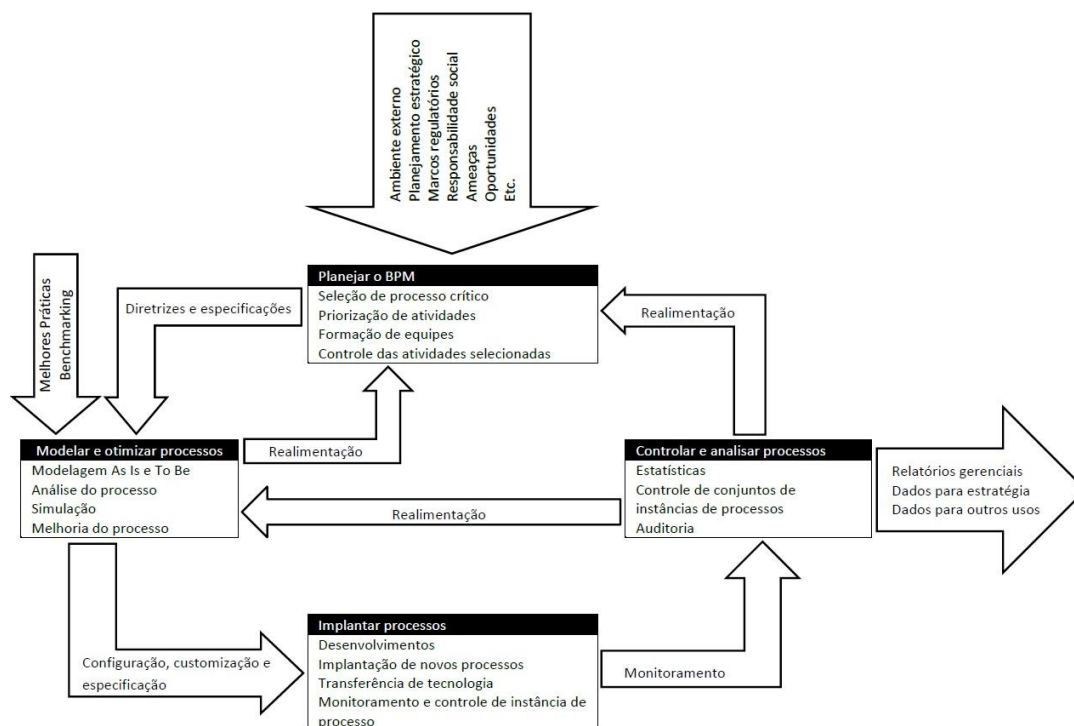 Ambiente externo
Planejamento estratégico
Marcos regulatórios
Responsabilidade social
Ameaças
Oportunidades
Etc.
Melhores Práticas
Benchmarking
Diretrizes e especificações
Planejar o BPM
Seleção de processo crítico
Priorização de atividades
Formação de equipes
Controle das atividades selecionadas
Realimentação
Modelar e otimizar processos
Modelagem As Is e To Be
Análise do processo
Simulação
Melhoria do processo
Realimentação
Realimentação
Controlar e analisar processos
Estatísticas
Controle de conjuntos de
instâncias de processos
Auditoria
Relatórios gerenciais
Dados para estratégia
Dados para outros usos
Configuração, customização e
especificação
Implantar processos
Desenvolvimentos
Implantação de novos processos
Transferência de tecnologia
Monitoramento e controle de instância de
processo
Monitoramento